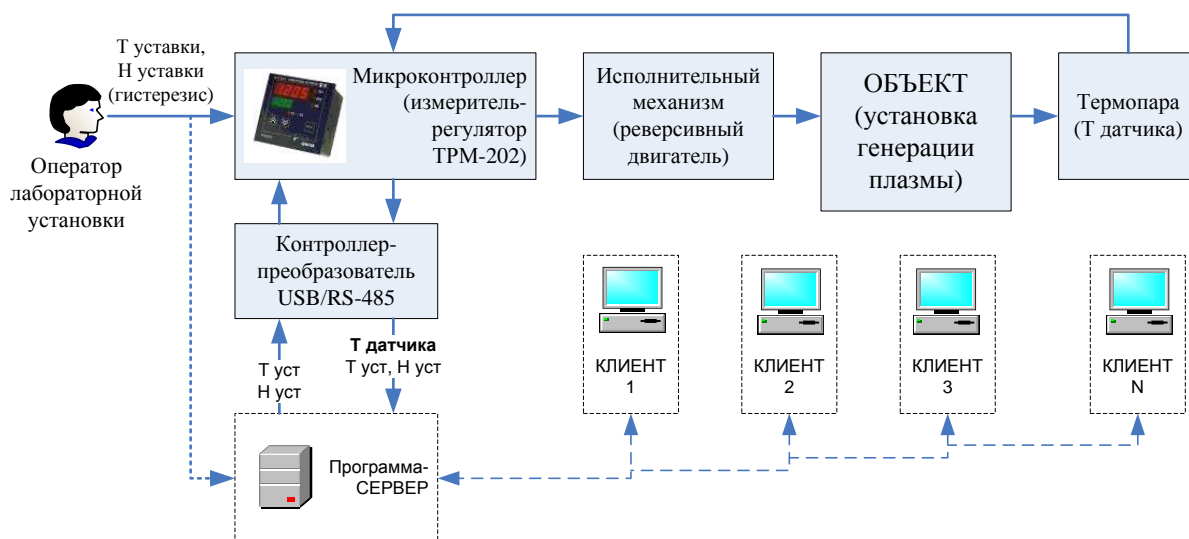 Т уставки,
Н уставки
(гистерезис)
Оператор
лабораторной
установки
1205
Микроконтроллер
(измеритель-
регулятор
ТРМ-202)
Исполнительный
механизм
(реверсивный
двигатель)
ОБЪЕКТ
(установка
генерации
плазмы)
Термопара
(Т датчика)
Контроллер-
преобразователь
USB/RS-485
Т уст
Н уст
Т датчика
Т уст, Н уст
Программа-
СЕРВЕР
КЛИЕНТ
1
КЛИЕНТ
2
КЛИЕНТ
3
КЛИЕНТ
N